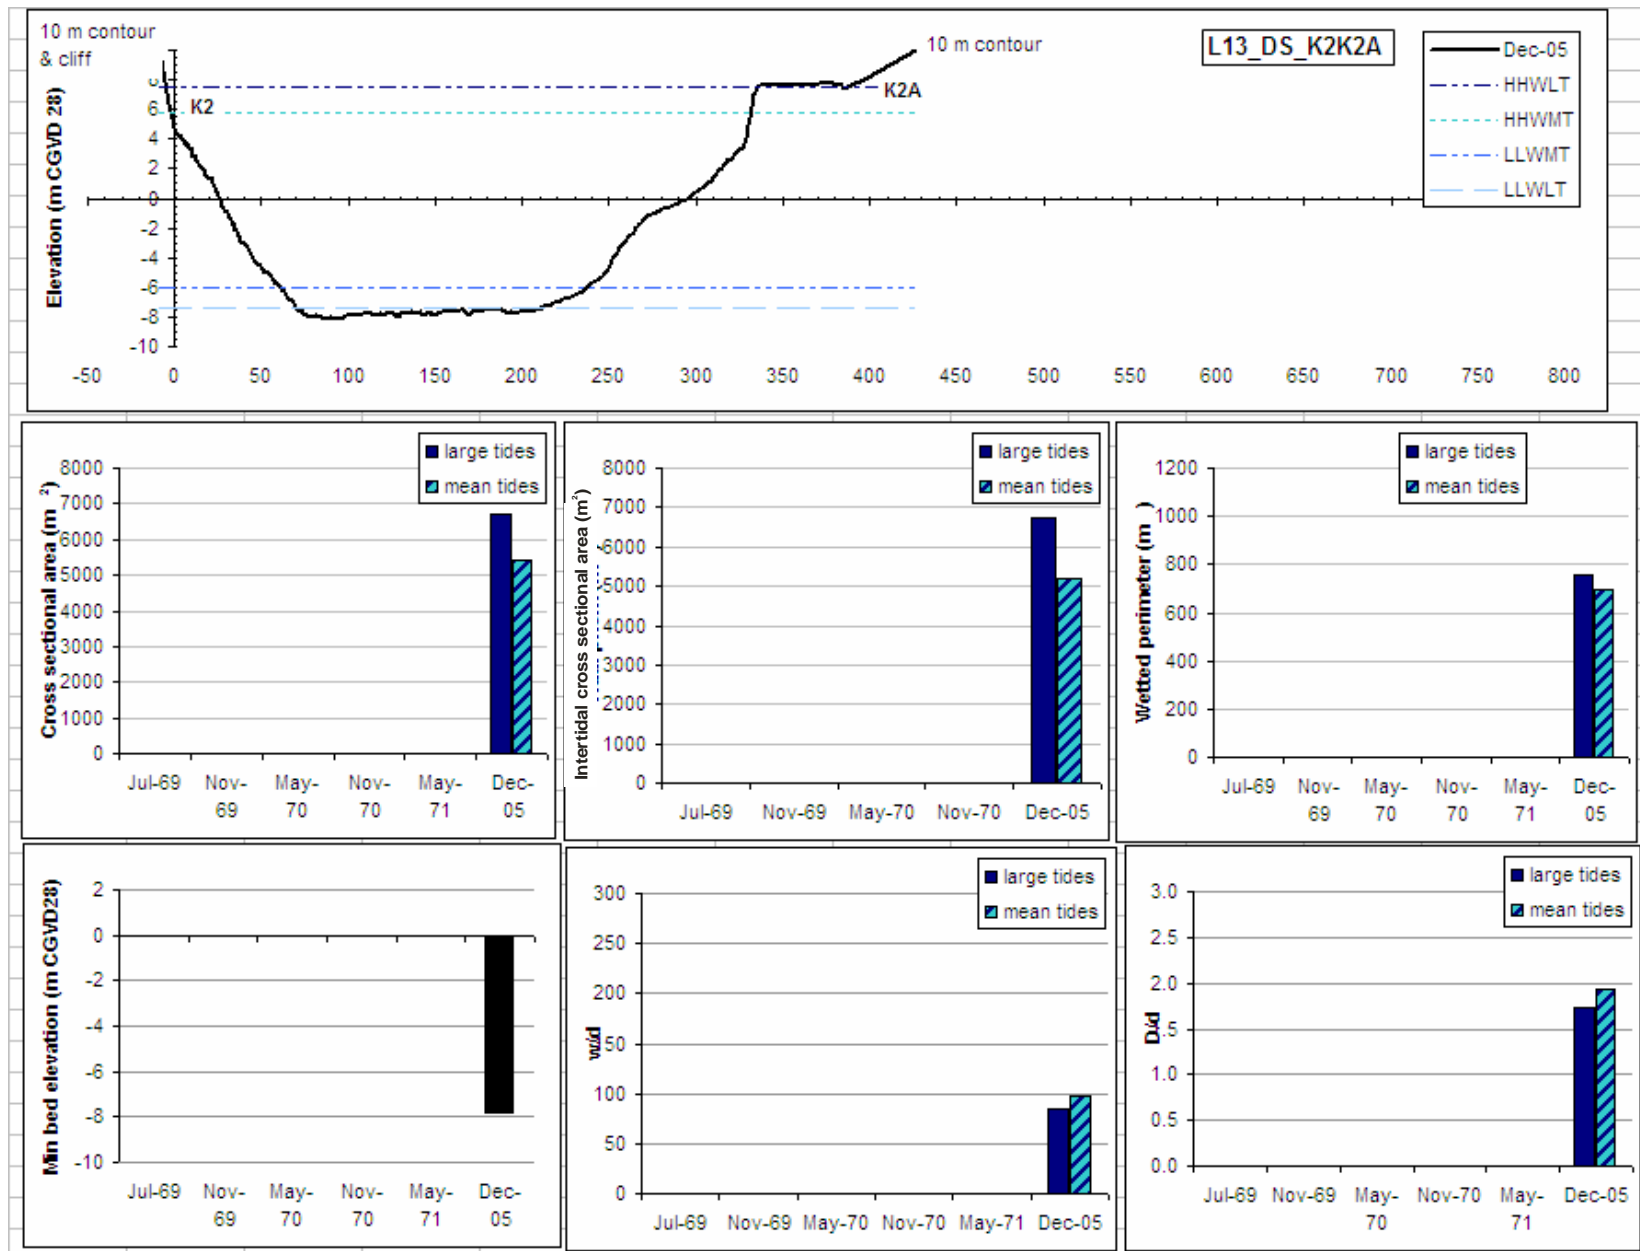 10 m contour
& cliff
10 m contour
L13_DS_K2K2A
Dec-05
HHWLT
HHWMT
LLWMT
LLWLT
K2
K2A
Elevation (m CGVD 28)
6
4
2
0
-2
-4
-6
-8
-10
-50 0 50 100 150 200 250 300 350 400 450 500 550 600 650 700 750 800
large tides
mean tides
Cross sectional area (m²)
8000
7000
6000
5000
4000
3000
2000
1000
0
Jul-69 Nov-69 May-70 Nov-70 May-71 Dec-05
large tides
mean tides
Intertidal cross sectional area (m²)
8000
7000
6000
5000
4000
3000
2000
1000
0
Jul-69 Nov-69 May-70 Nov-70 Dec-05
large tides
mean tides
Wetted perimeter (m )
1200
1000
800
600
400
200
0
Jul-69 Nov-69 May-70 Nov-70 May-71 Dec-05
Min bed elevation (m CGVD28)
2
0
-2
-4
-6
-8
-10
Jul-69 Nov-69 May-70 Nov-70 May-71 Dec-05
large tides
mean tides
w/d
300
250
200
150
100
50
0
Jul-69 Nov-69 May-70 Nov-70 May-71 Dec-05
large tides
mean tides
D/d
3.0
2.5
2.0
1.5
1.0
0.5
0.0
Jul-69 Nov-69 May-70 Nov-70 May-71 Dec-05